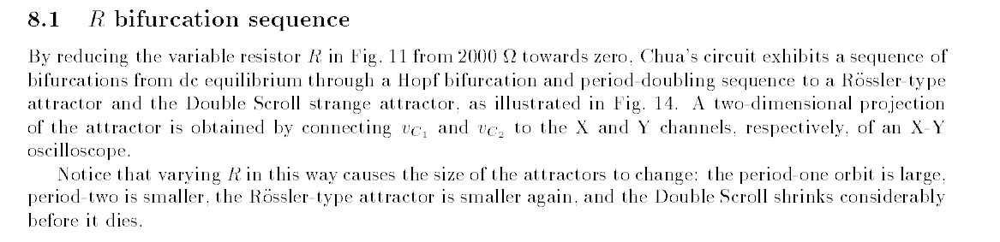 8.1 R bifurcation sequence
By reducing the variable resistor R in Fig. 11 from 2000 Ω towards zero, Chua's circuit exhibits a sequence of
bifurcations from dc equilibrium through a Hopf bifurcation and period-doubling sequence to a Rössler-type
attractor and the Double Scroll strange attractor, as illustrated in Fig. 14. A two-dimensional projection
of the attractor is obtained by connecting v_{C_1} and v_{C_2} to the X and Y channels, respectively, of an X-Y
oscilloscope.
Notice that varying R in this way causes the size of the attractors to change: the period-one orbit is large,
period-two is smaller, the Rössler-type attractor is smaller again, and the Double Scroll shrinks considerably
before it dies.